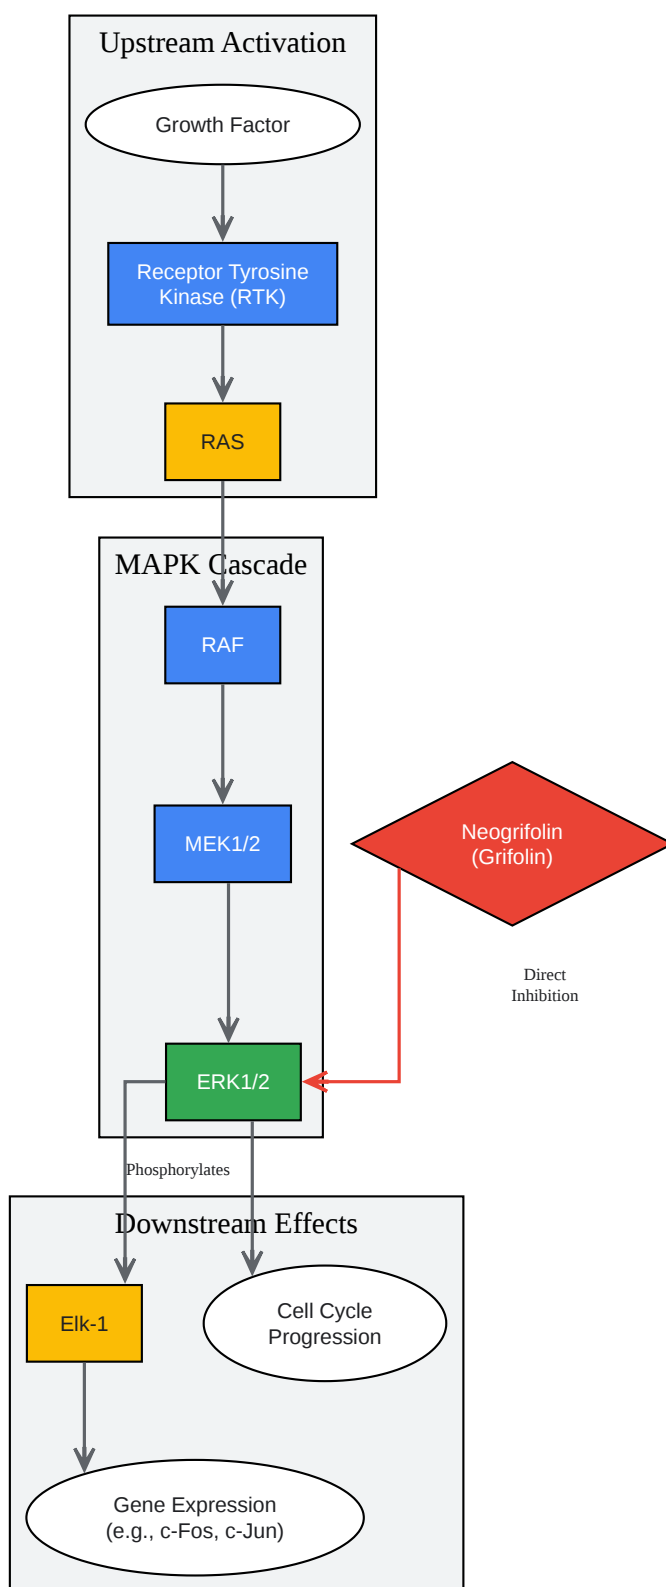 Upstream Activation
Growth Factor
Receptor Tyrosine
Kinase (RTK)
RAS
MAPK Cascade
RAF
MEK1/2
Neogrifolin
(Grifolin)
Direct
Inhibition
ERK1/2
Phosphorylates
Downstream Effects
Elk-1
Cell Cycle
Progression
Gene Expression
(e.g., c-Fos, c-Jun)